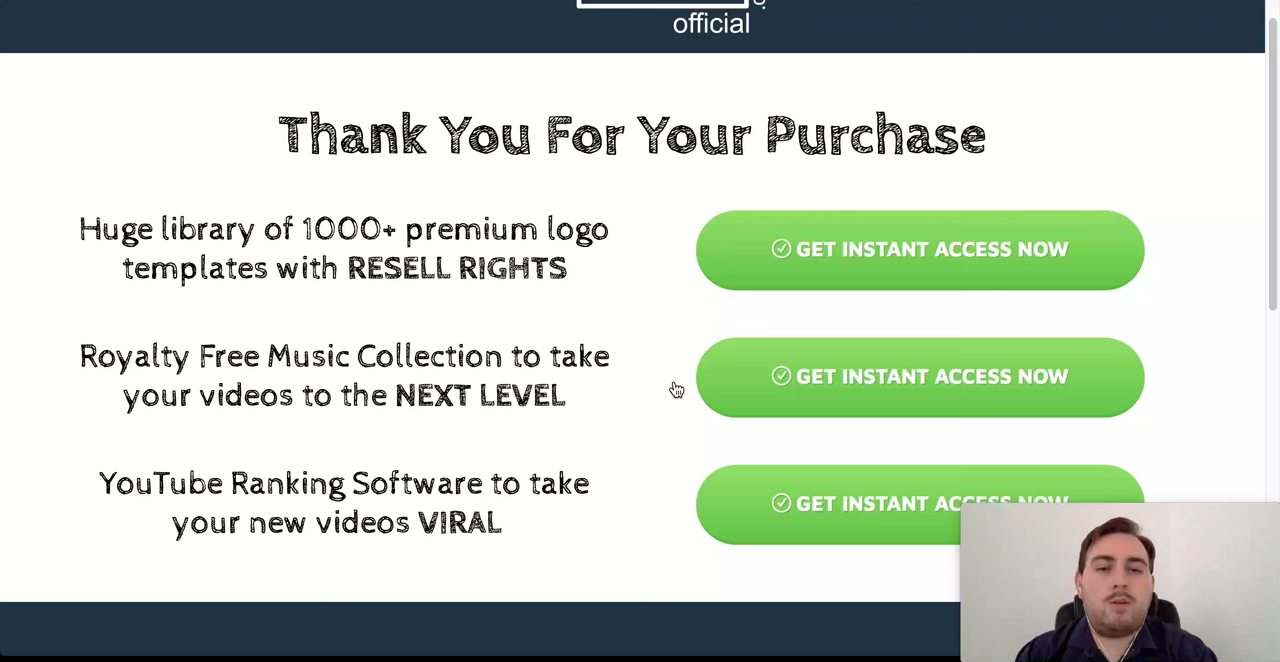 official
Thank You For Your Purchase
Huge library of 1000+ premium logo
templates with RESELL RIGHTS
GET INSTANT ACCESS NOW
Royalty Free Music Collection to take
your videos to the NEXT LEVEL
GET INSTANT ACCESS NOW
YouTube Ranking Software to take
your new videos VIRAL
GET INSTANT ACCESS NOW